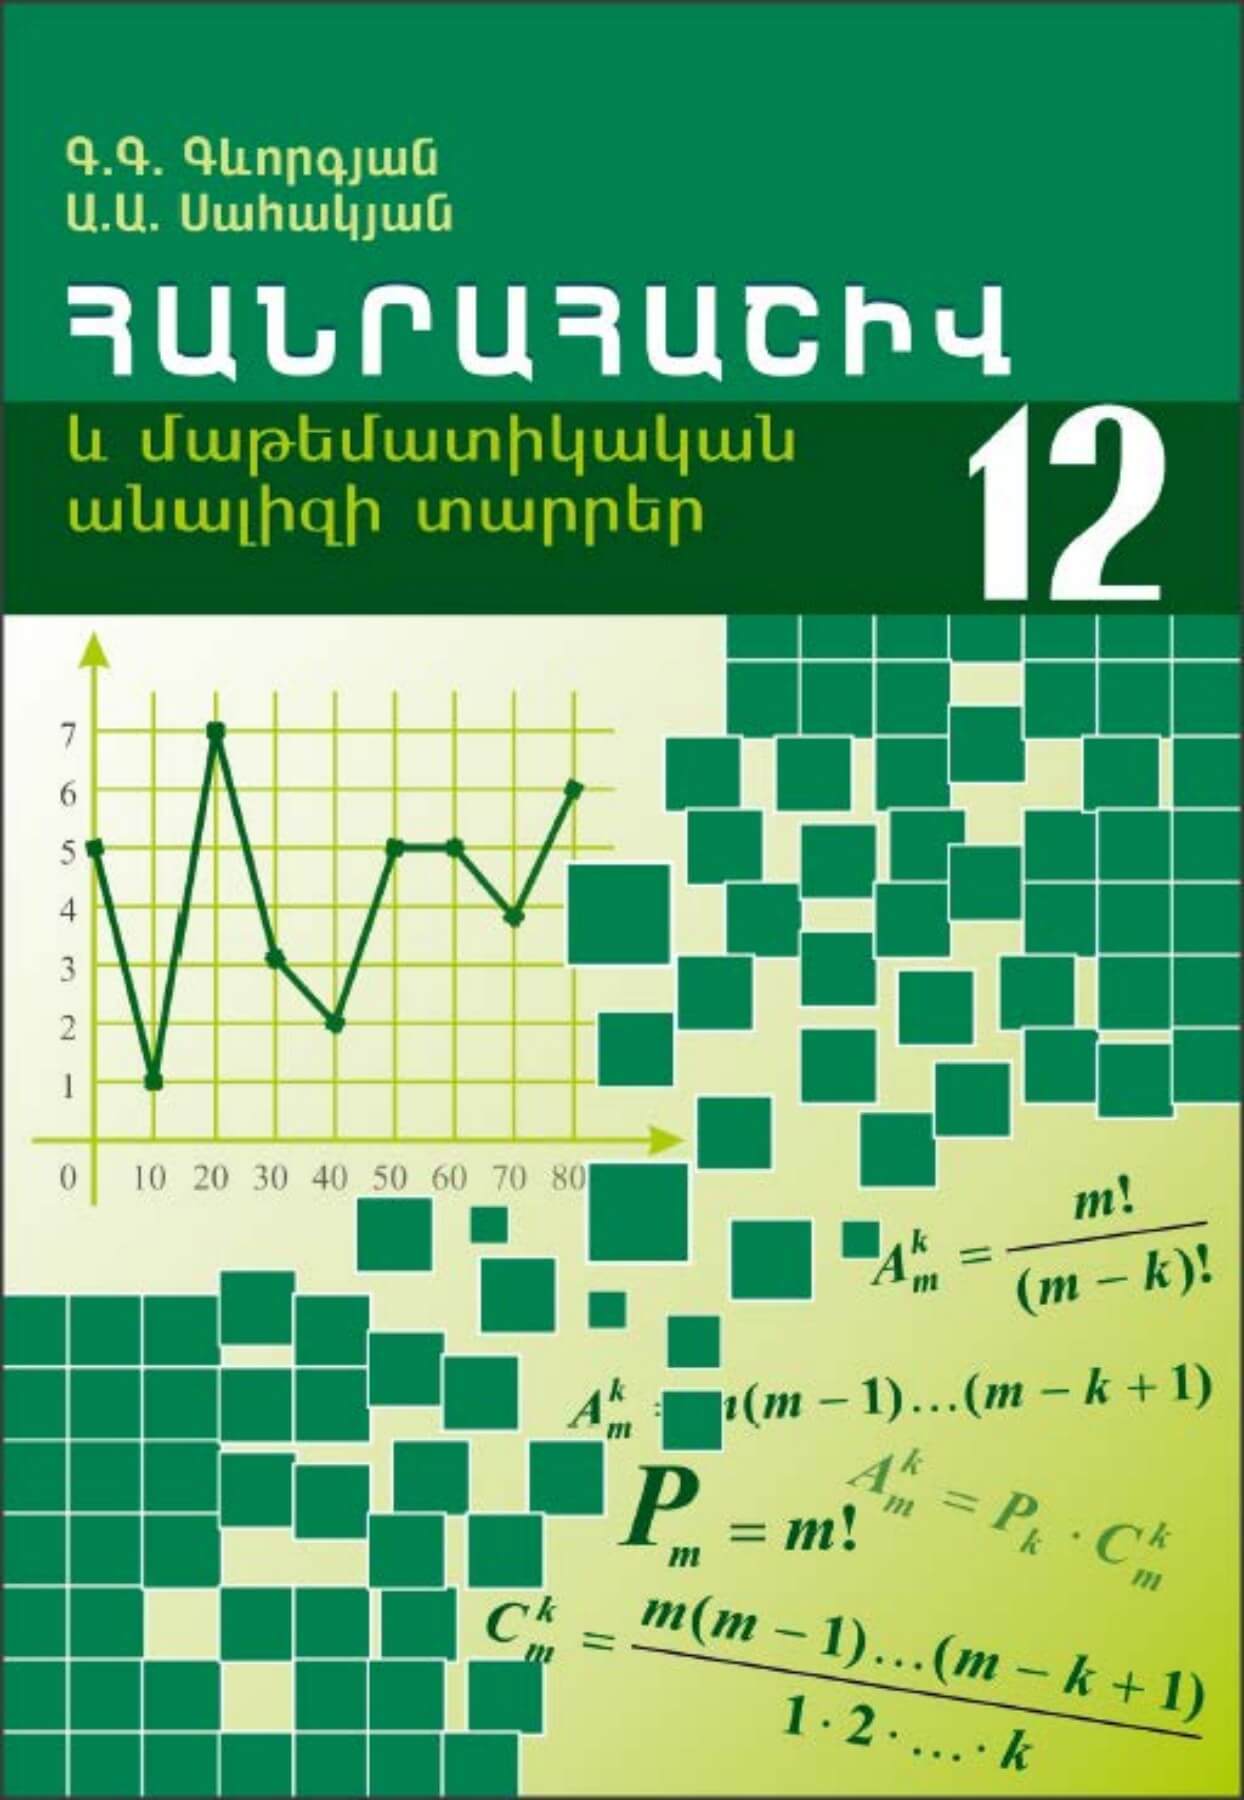 Գ.Գ. Գևորգյան
Ա.Ա. Սահակյան
ՀԱՆՐԱՀԱՇԻՎ
և մաթեմատիկական
անալիզի տարրեր
12
7
6
5
4
3
2
1
0 10 20 30 40 50 60 70 80
A_m^k = m! / (m − k)!
A_m^k = m(m − 1)...(m − k + 1)
A_m^k = P_k · C_m^k
P_m = m!
C_m^k = m(m − 1)...(m − k + 1) / 1 · 2 · ... · k